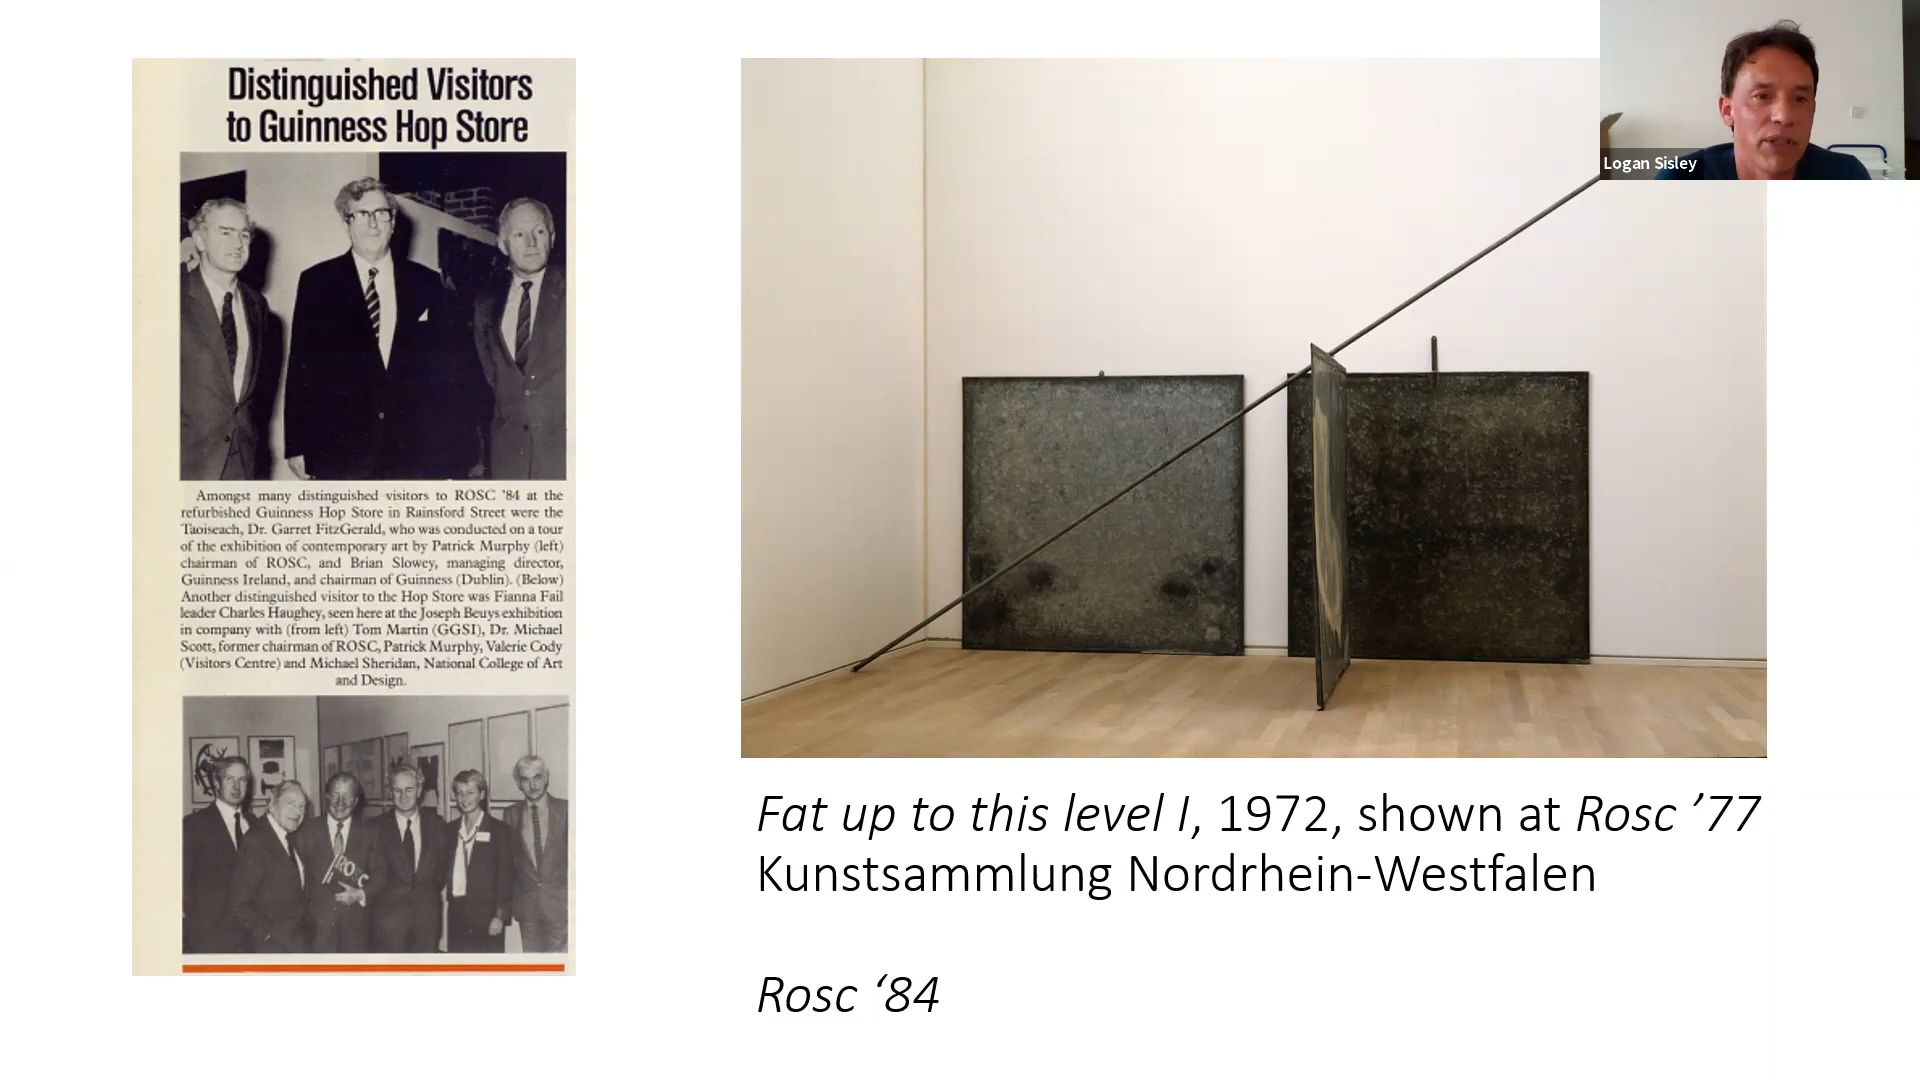 Distinguished Visitors
to Guinness Hop Store
Amongst many distinguished visitors to ROSC '84 at the
refurbished Guinness Hop Store in Rainsford Street were the
Taoiseach, Dr. Garret FitzGerald, who was conducted on a tour
of the exhibition of contemporary art by Patrick Murphy (left)
chairman of ROSC, and Brian Slowey, managing director,
Guinness Ireland, and chairman of Guinness (Dublin). (Below)
Another distinguished visitor to the Hop Store was Fianna Fail
leader Charles Haughey, seen here at the Joseph Beuys exhibition
in company with (from left) Tom Martin (GGSI), Dr. Michael
Scott, former chairman of ROSC, Patrick Murphy, Valerie Cody
(Visitors Centre) and Michael Sheridan, National College of Art
and Design.
ROSC
Logan Sisley
Fat up to this level I, 1972, shown at Rosc ’77
Kunstsammlung Nordrhein-Westfalen
Rosc ‘84